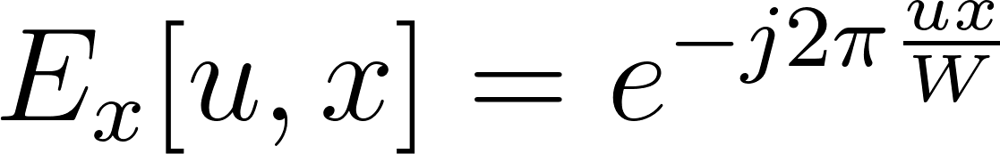 $E_x[u, x] = e^{-j2\pi \frac{ux}{W}}$